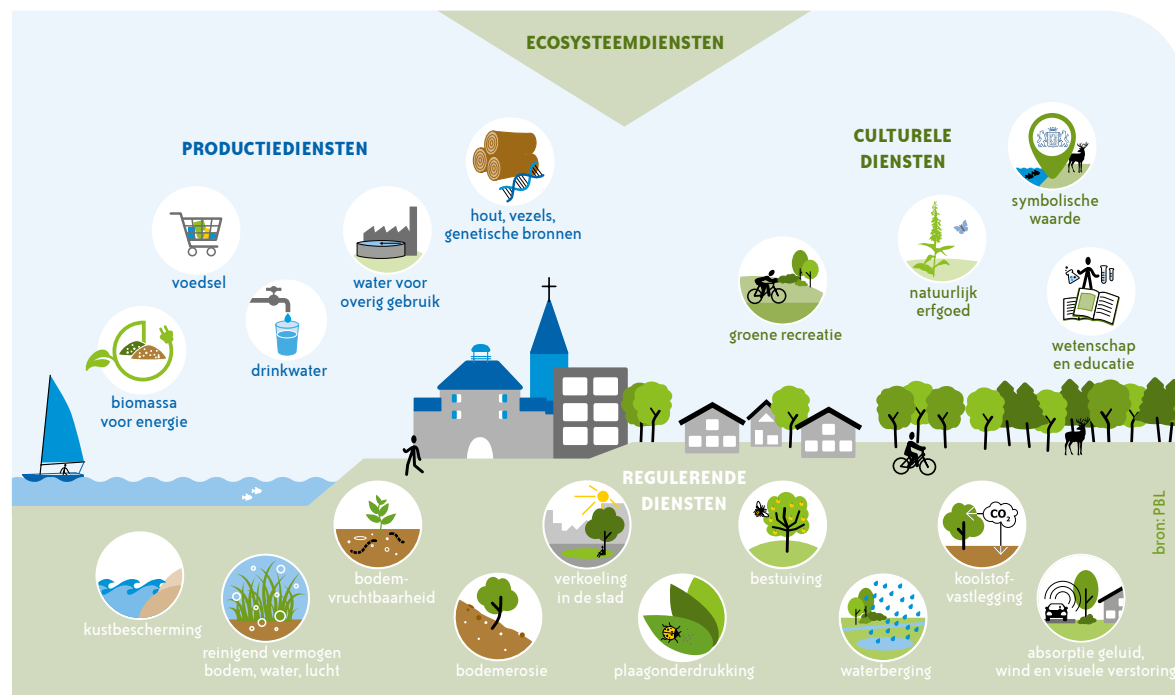 ECOSYSTEEMDIENSTEN
PRODUCTIEDIENSTEN
voedsel
biomassa
voor energie
drinkwater
water voor
overig gebruik
hout, vezels,
genetische bronnen
CULTURELE
DIENSTEN
groene recreatie
natuurlijk
erfgoed
symbolische
waarde
wetenschap
en educatie
REGULERENDE
DIENSTEN
kustbescherming
reinigend vermogen
bodem, water, lucht
bodem-
vruchtbaarheid
bodemerosie
verkoeling
in de stad
plaagonderdrukking
bestuiving
waterberging
CO₂
koolstof-
vastlegging
absorptie geluid,
wind en visuele verstoring
bron: PBL